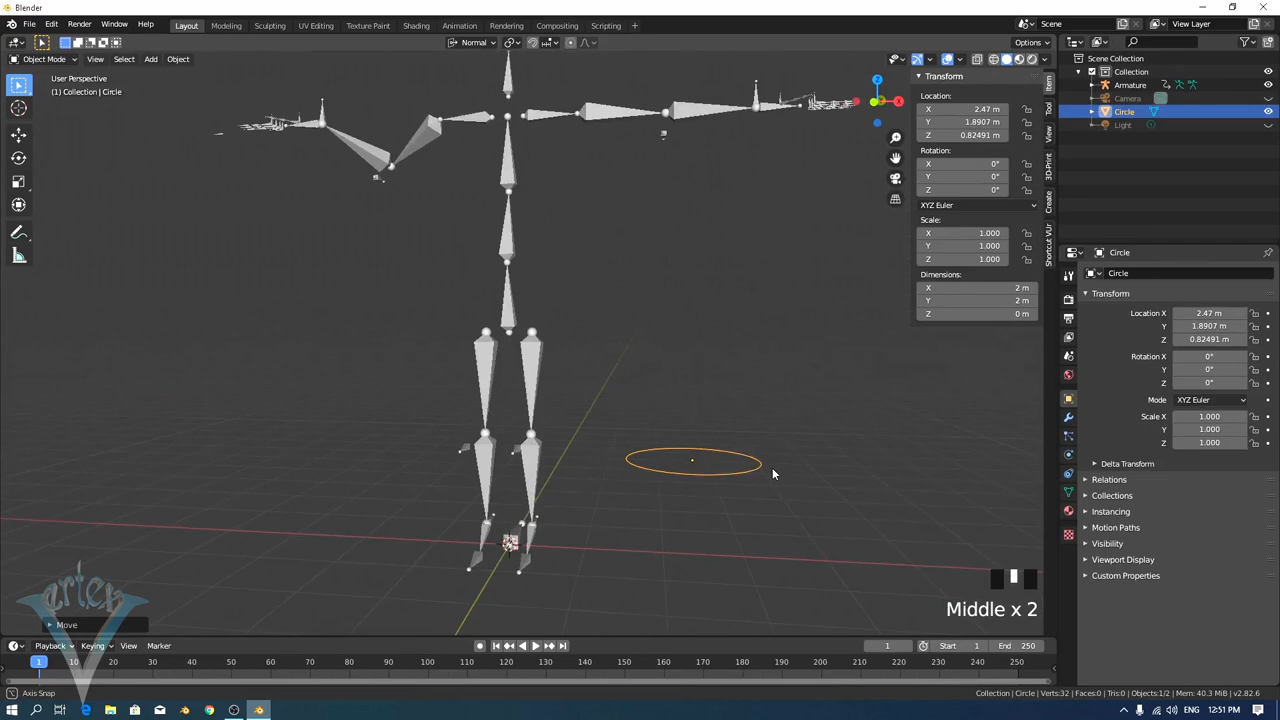 Blender
File Edit Render Window Help Layout Modeling Sculpting UV Editing Texture Paint Shading Animation Rendering Compositing Scripting + Scene View Layer
Normal Options
Object Mode View Select Add Object
User Perspective
(1) Collection | Circle
Z
X
Transform
Location:
X 2.47 m
Y 1.8907 m
Z 0.82491 m
Rotation:
X 0°
Y 0°
Z 0°
XYZ Euler
Scale:
X 1.000
Y 1.000
Z 1.000
Dimensions:
X 2 m
Y 2 m
Z 0 m
Item
Tool
View
3D-Print
Create
Shortcut VUr
Scene Collection
Collection
Armature
Camera
Circle
Light
Circle
Circle
Transform
Location X 2.47 m
Y 1.8907 m
Z 0.82491 m
Rotation X 0°
Y 0°
Z 0°
Mode XYZ Euler
Scale X 1.000
Y 1.000
Z 1.000
Delta Transform
Relations
Collections
Instancing
Motion Paths
Visibility
Viewport Display
Custom Properties
Middle x 2
Move
Playback Keying View Marker 1 Start 1 End 250
1 10 20 30 40 50 60 70 80 90 100 110 120 130 140 150 160 170 180 190 200 210 220 230 240 250
Axis Snap
Collection | Circle | Verts:32 | Faces:0 | Tris:0 | Objects:1/2 | Mem: 40.3 MiB | v2.82.6
ENG 12:51 PM